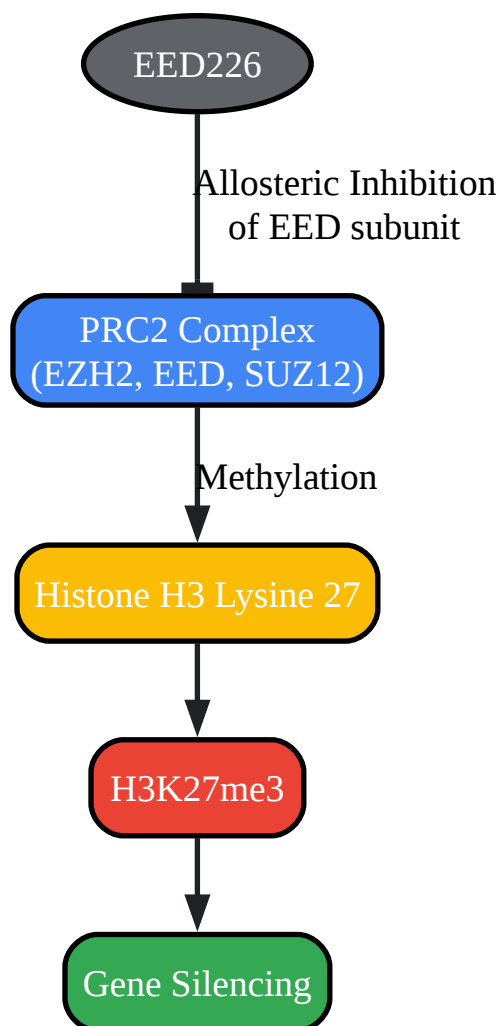 EED226
Allosteric Inhibition
of EED subunit
PRC2 Complex
(EZH2, EED, SUZ12)
Methylation
Histone H3 Lysine 27
H3K27me3
Gene Silencing